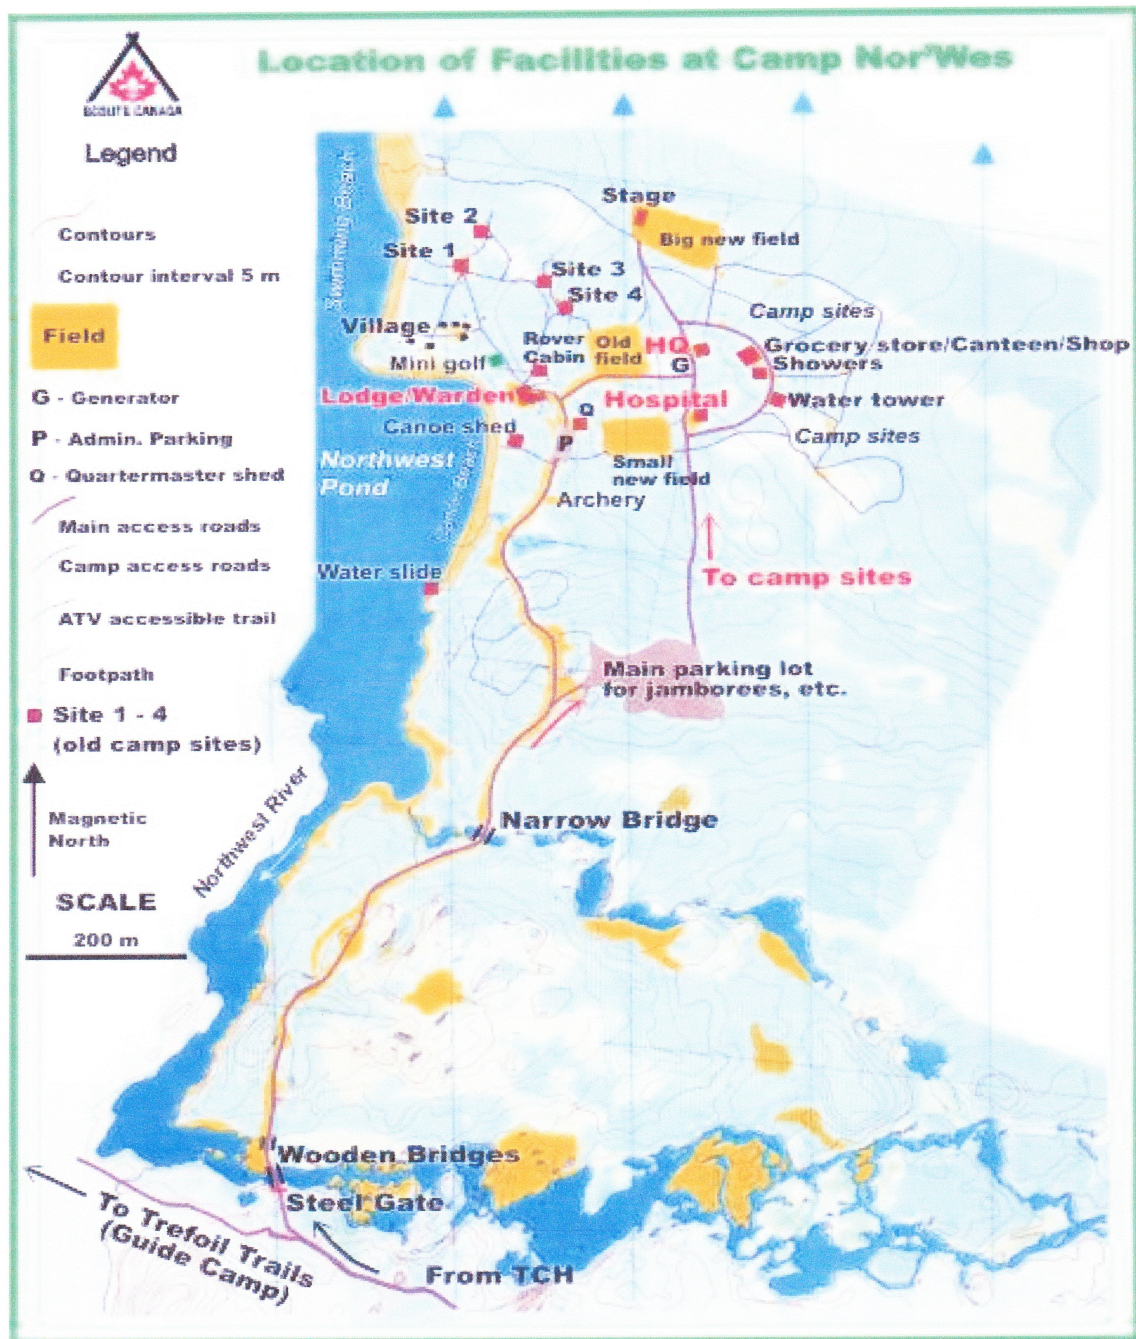 Location of Facilities at Camp Nor'Wes
SCOUTS CANADA
Legend
Contours
Contour interval 5 m
Field
G - Generator
P - Admin. Parking
Q - Quartermaster shed
Main access roads
Camp access roads
ATV accessible trail
Footpath
Site 1 - 4
(old camp sites)
Magnetic
North
SCALE
200 m
Swimming Beach
Stage
Big new field
Site 2
Site 1
Site 3
Site 4
Camp sites
Village
Rover
Cabin
Old
field
HQ
G
Grocery store/Canteen/Shop
Showers
Mini golf
Lodge/Warden
Hospital
Water tower
Q
Canoe shed
P
Camp sites
Northwest
Pond
Beach
Small
new field
Archery
Water slide
To camp sites
Main parking lot
for jamborees, etc.
Northwest River
Narrow Bridge
Wooden Bridges
Steel Gate
To Trefoil Trails
(Guide Camp)
From TCH